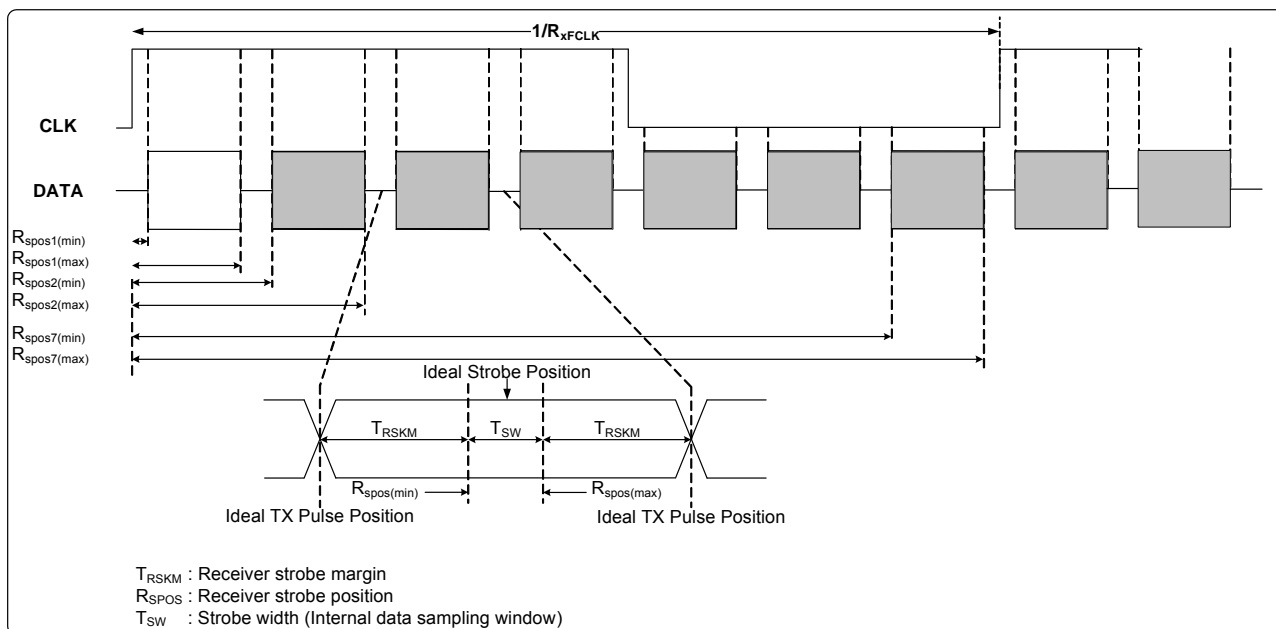 1/RxFCLK
CLK
DATA
Rspos1(min)
Rspos1(max)
Rspos2(min)
Rspos2(max)
Rspos7(min)
Rspos7(max)
Ideal Strobe Position
TRSKM TSW TRSKM
Rspos(min) Rspos(max)
Ideal TX Pulse Position Ideal TX Pulse Position
TRSKM : Receiver strobe margin
RSPOS : Receiver strobe position
TSW : Strobe width (Internal data sampling window)